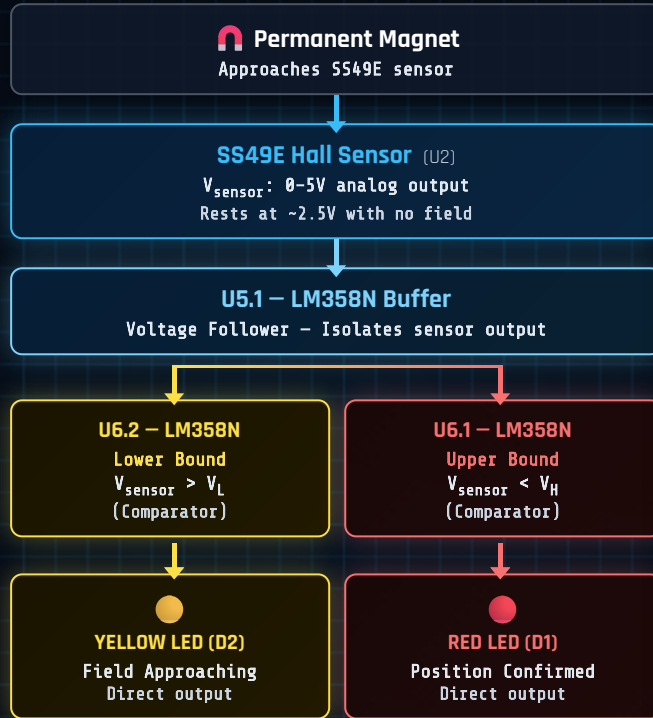 Permanent Magnet
Approaches SS49E sensor
SS49E Hall Sensor (U2)
Vsensor: 0–5V analog output
Rests at ~2.5V with no field
U5.1 — LM358N Buffer
Voltage Follower — Isolates sensor output
U6.2 — LM358N
Lower Bound
Vsensor > VL
(Comparator)
U6.1 — LM358N
Upper Bound
Vsensor < VH
(Comparator)
YELLOW LED (D2)
Field Approaching
Direct output
RED LED (D1)
Position Confirmed
Direct output